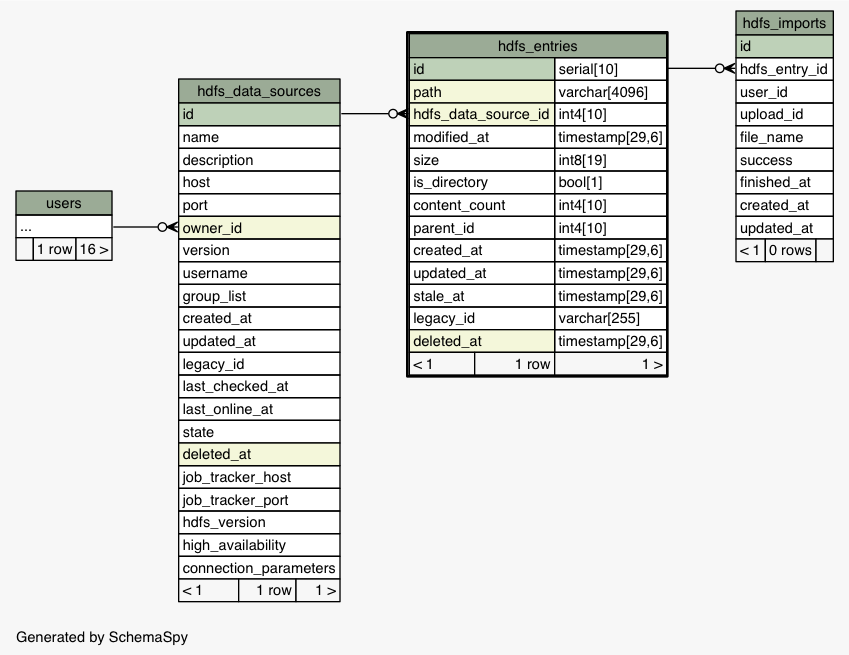 users
...
1 row 16 >
hdfs_data_sources
id
name
description
host
port
owner_id
version
username
group_list
created_at
updated_at
legacy_id
last_checked_at
last_online_at
state
deleted_at
job_tracker_host
job_tracker_port
hdfs_version
high_availability
connection_parameters
< 1 1 row 1 >
hdfs_entries
id serial[10]
path varchar[4096]
hdfs_data_source_id int4[10]
modified_at timestamp[29,6]
size int8[19]
is_directory bool[1]
content_count int4[10]
parent_id int4[10]
created_at timestamp[29,6]
updated_at timestamp[29,6]
stale_at timestamp[29,6]
legacy_id varchar[255]
deleted_at timestamp[29,6]
< 1 1 row 1 >
hdfs_imports
id
hdfs_entry_id
user_id
upload_id
file_name
success
finished_at
created_at
updated_at
< 1 0 rows
Generated by SchemaSpy